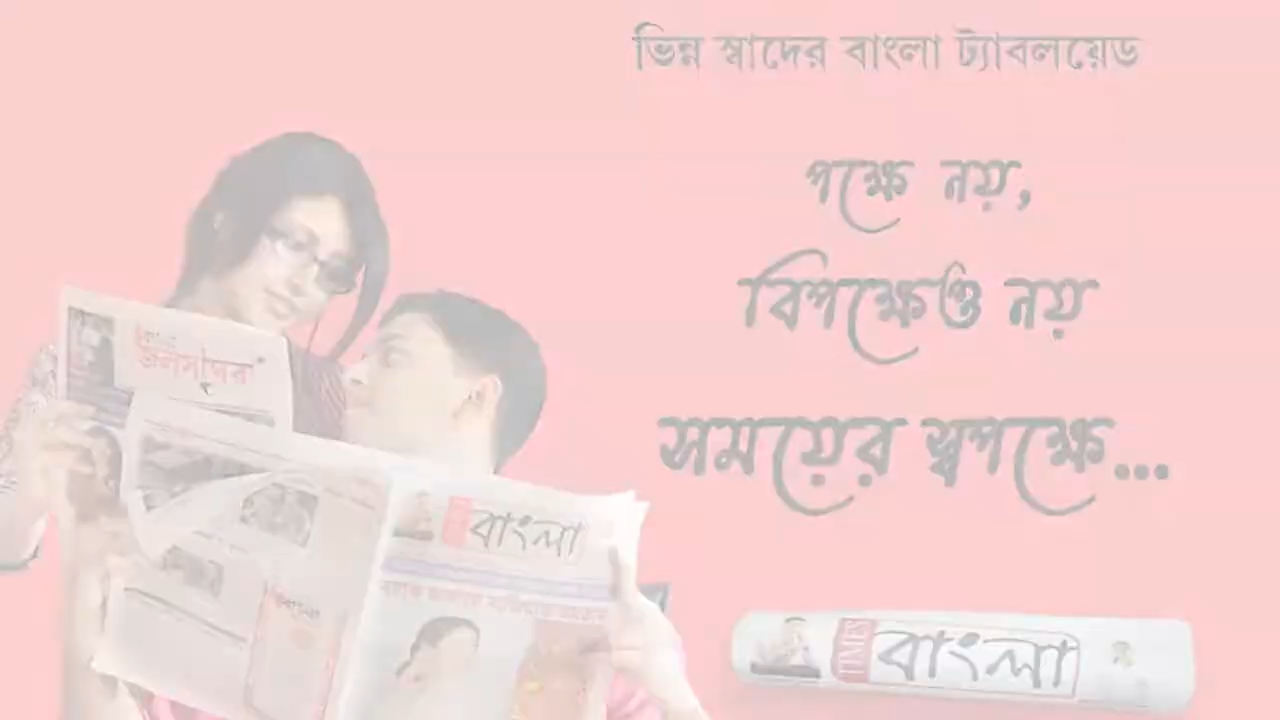 ভিন্ন স্বাদের বাংলা ট্যাবলয়েড
পক্ষে নয়,
বিপক্ষেও নয়
সময়ের স্বপক্ষে...
বাংলা
TIMES বাংলা